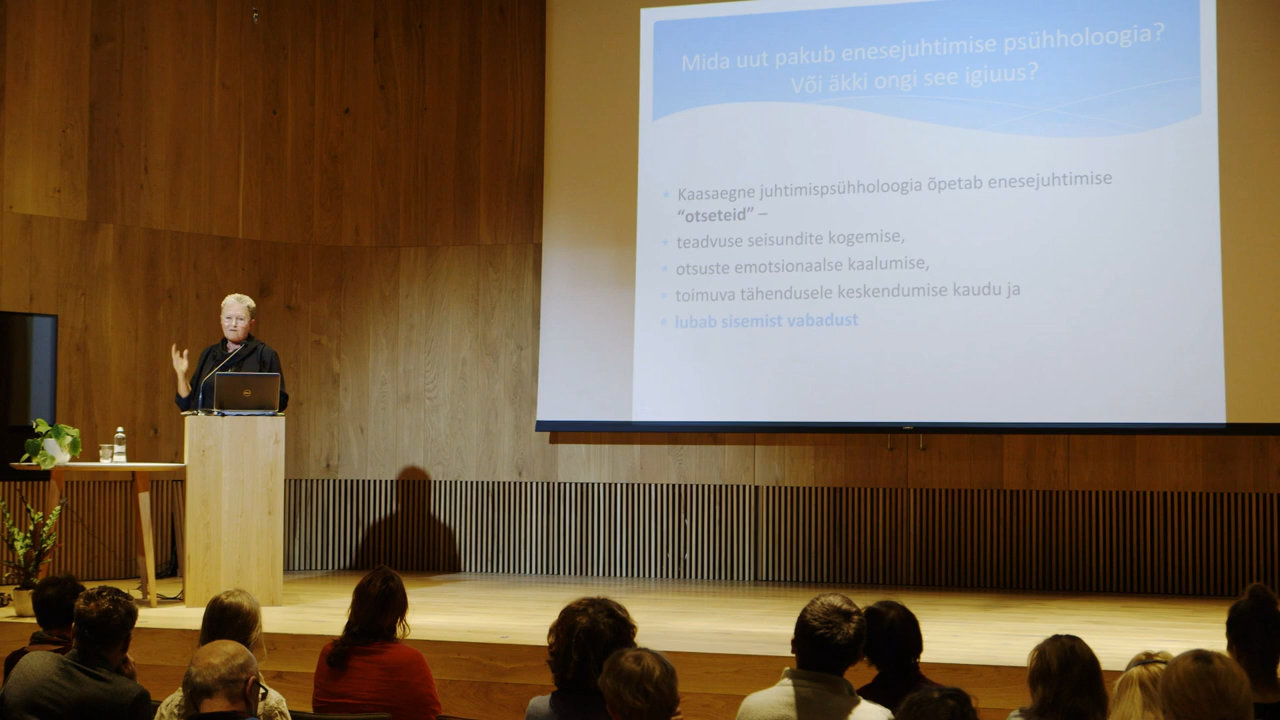 Mida uut pakub enesejuhtimise psühholoogia?
Või äkki ongi see igiuus?
Kaasaegne juhtimispsühholoogia õpetab enesejuhtimise
“otseteid” –
teadvuse seisundite kogemise,
otsuste emotsionaalse kaalumise,
toimuva tähendusele keskendumise kaudu ja
lubab sisemist vabadust
DELL